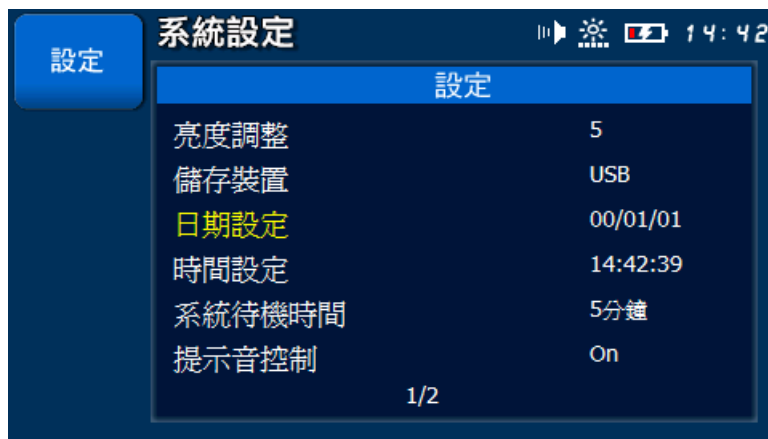 設定
系統設定 14:42
設定
亮度調整 5
儲存裝置 USB
日期設定 00/01/01
時間設定 14:42:39
系統待機時間 5分鐘
提示音控制 On
1/2